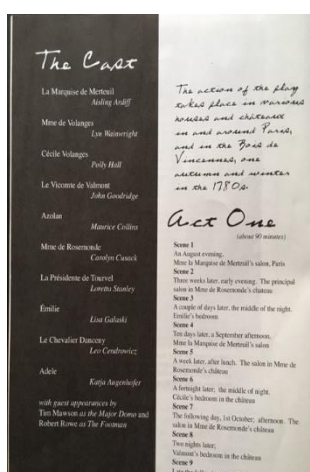 The Cast
La Marquise de Merteuil
Aisling Ardiff
Mme de Volanges
Lyn Wainwright
Cécile Volanges
Polly Hall
Le Vicomte de Valmont
John Goodridge
Azolan
Maurice Collins
Mme de Rosemonde
Carolyn Cusack
La Présidente de Tourvel
Loretta Stanley
Émilie
Lisa Galuski
Le Chevalier Danceny
Leo Cendrowicz
Adele
Katja Augenhofer
with guest appearances by
Tim Mawson as the Major Domo and
Robert Rowe as The Footman
The action of the play
takes place in various
houses and châteaux
in and around Paris,
and in the Bois de
Vincennes, one
autumn and winter
in the 1780s.
Act One
(about 90 minutes)
Scene 1
An August evening.
Mme la Marquise de Merteuil's salon, Paris
Scene 2
Three weeks later, early evening. The principal
salon in Mme de Rosemonde's château
Scene 3
A couple of days later, the middle of the night.
Emilie's bedroom
Scene 4
Ten days later, a September afternoon.
Mme la Marquise de Merteuil's salon
Scene 5
A week later, after lunch. The salon in Mme de
Rosemonde's château
Scene 6
A fortnight later; the middle of night.
Cécile's bedroom in the château
Scene 7
The following day, 1st October; afternoon. The
salon in Mme de Rosemonde's château
Scene 8
Two nights later;
Valmont's bedroom in the château
Scene 9